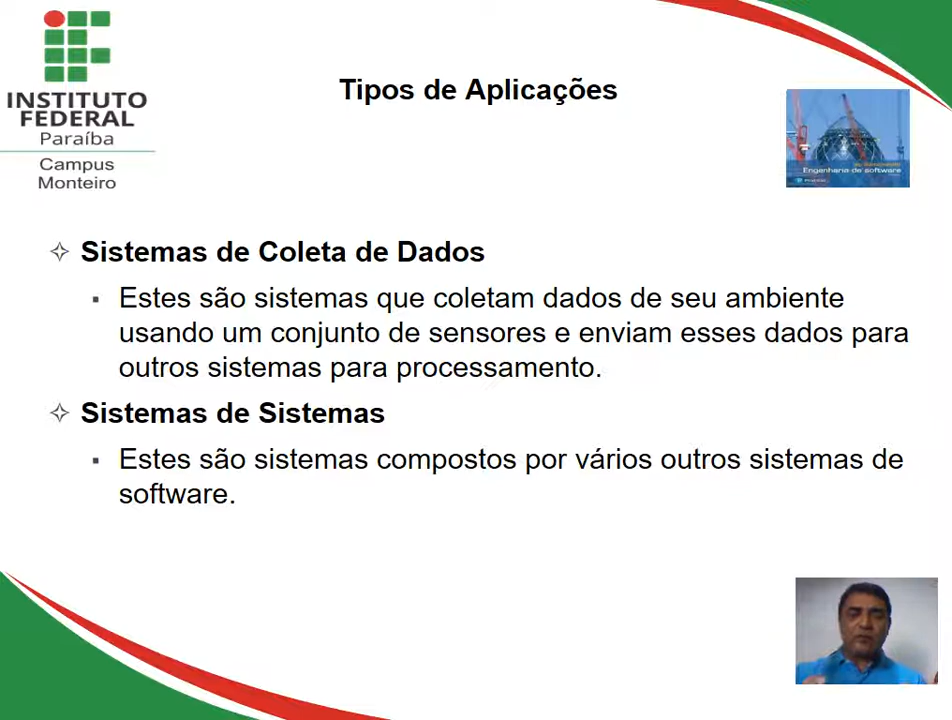 INSTITUTO
FEDERAL
Paraíba
Campus
Monteiro
Tipos de Aplicações
Engenharia de software
Sistemas de Coleta de Dados
Estes são sistemas que coletam dados de seu ambiente
usando um conjunto de sensores e enviam esses dados para
outros sistemas para processamento.
Sistemas de Sistemas
Estes são sistemas compostos por vários outros sistemas de
software.